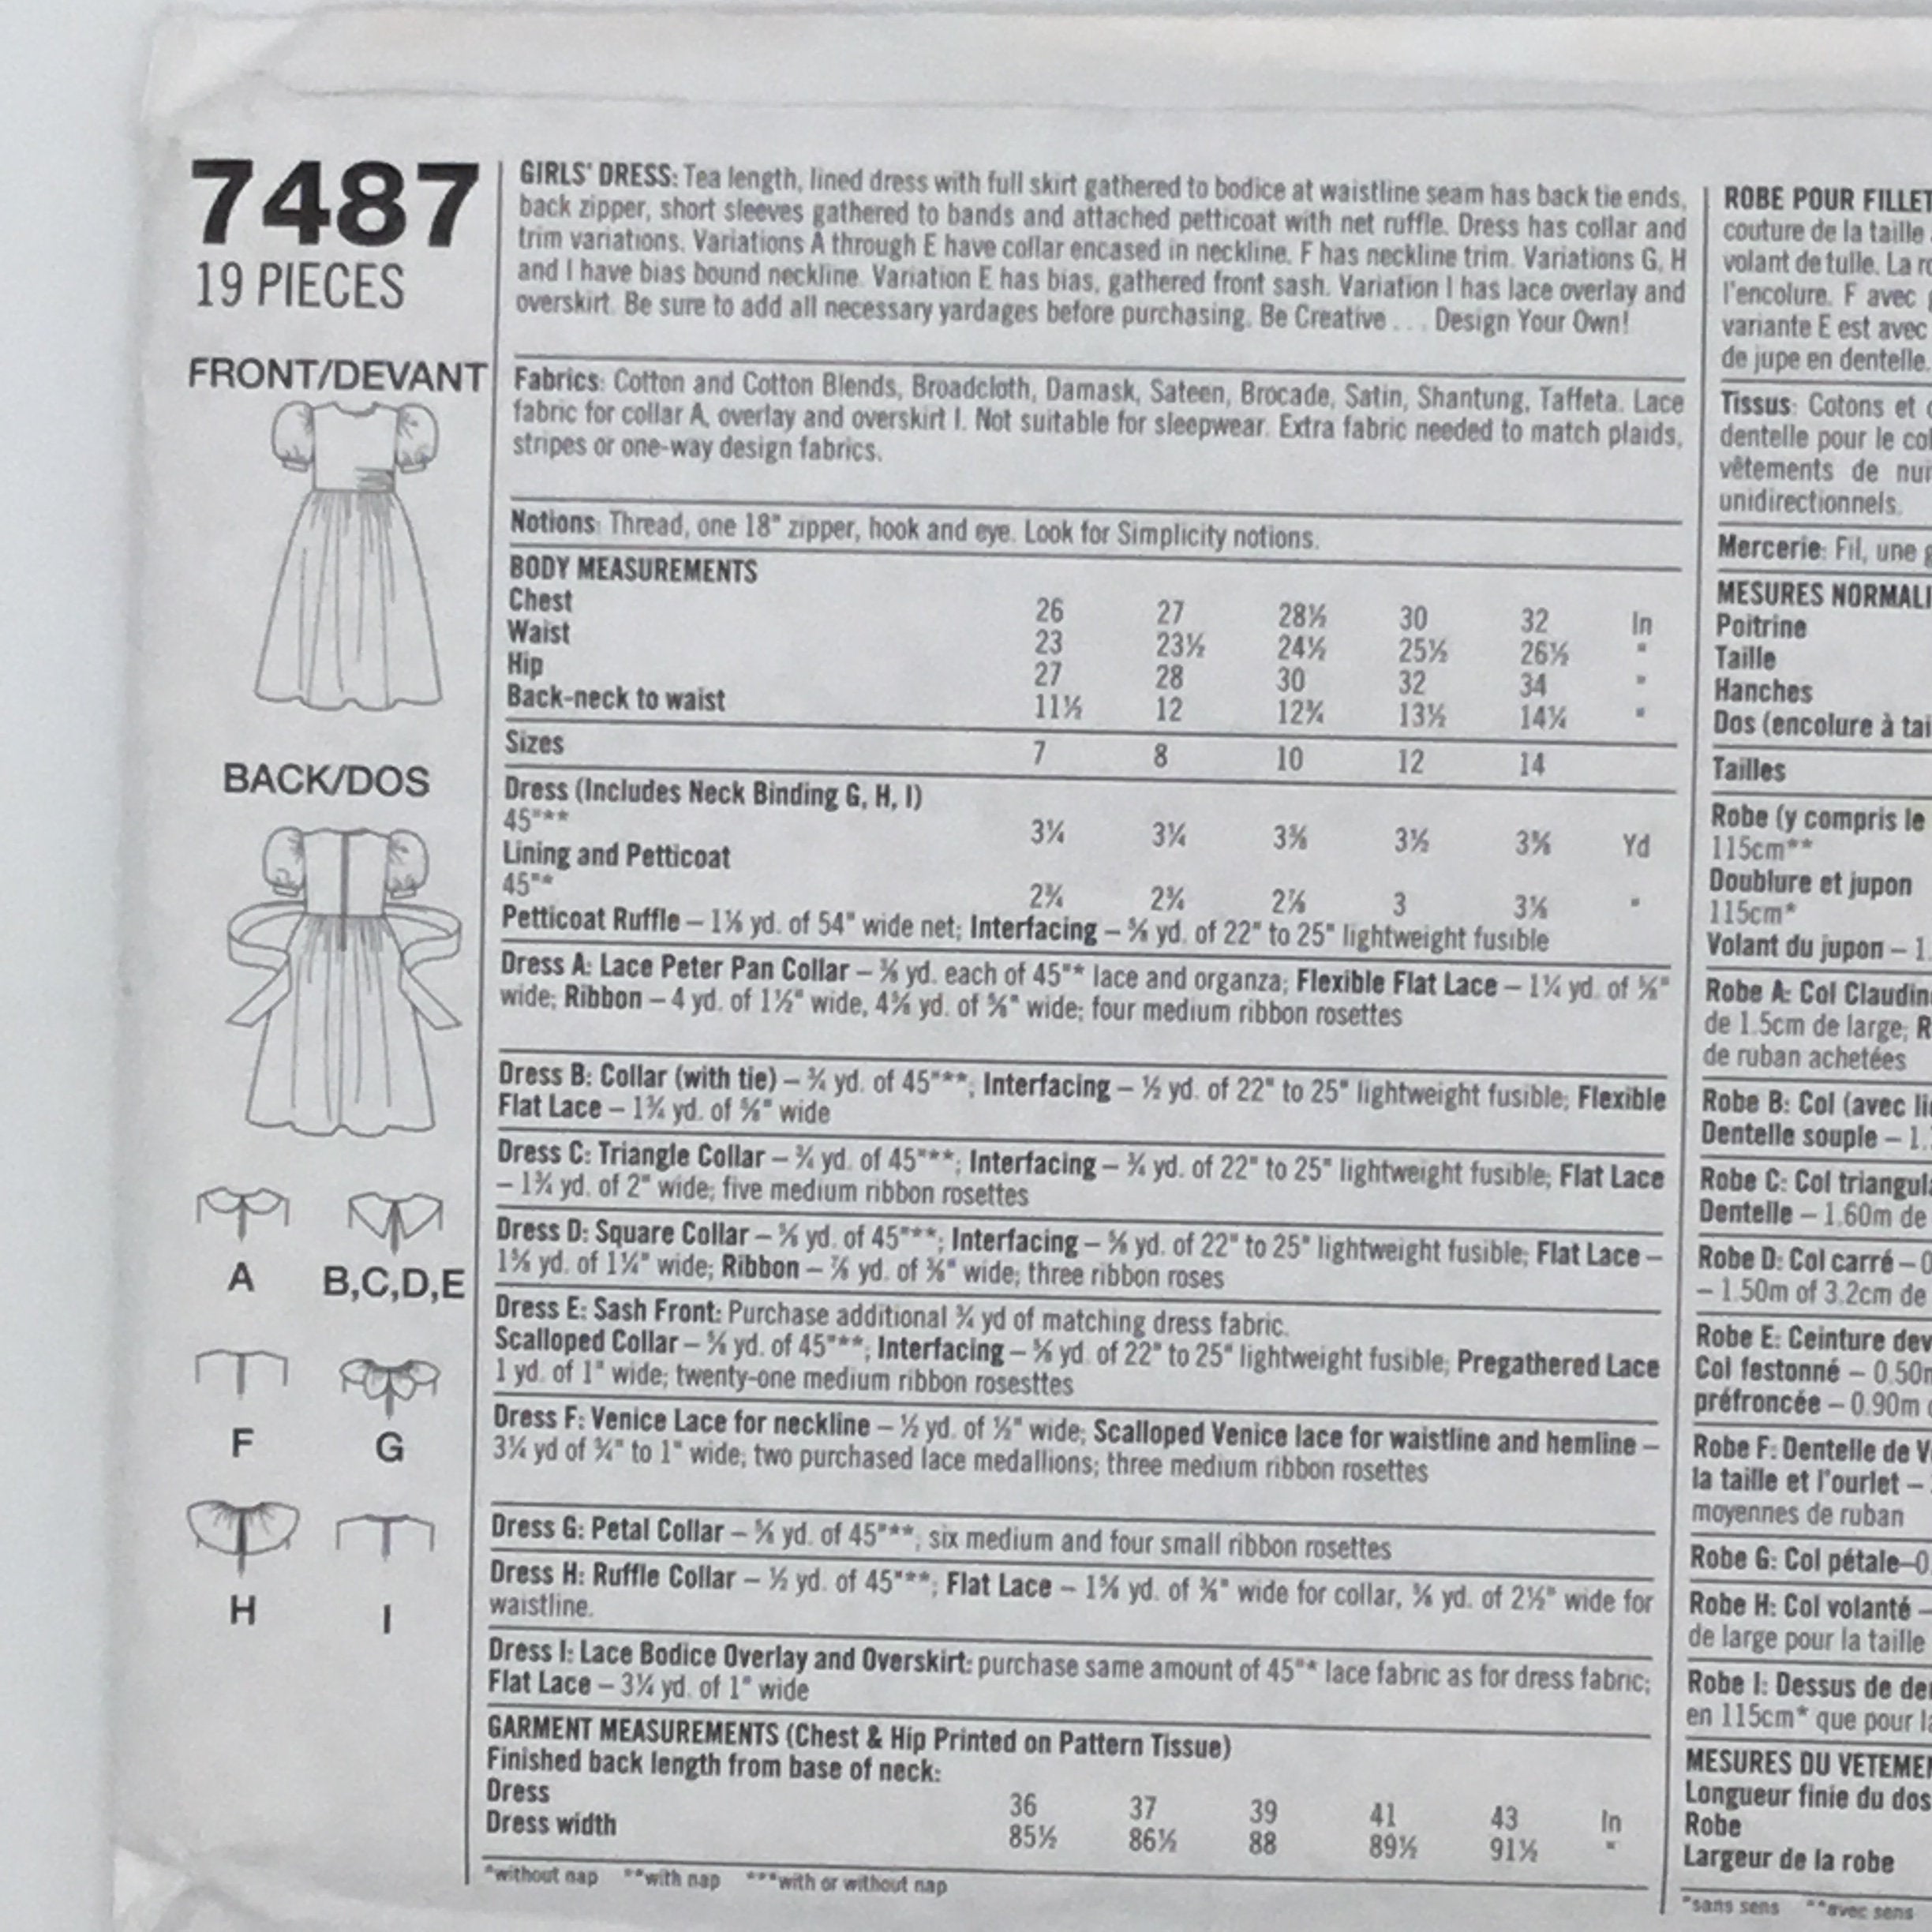 7487
19 PIECES
FRONT/DEVANT
BACK/DOS
A
B,C,D,E
F
G
H
I
GIRLS' DRESS: Tea length, lined dress with full skirt gathered to bodice at waistline seam has back tie ends,
back zipper, short sleeves gathered to bands and attached petticoat with net ruffle. Dress has collar and
trim variations. Variations A through E have collar encased in neckline. F has neckline trim. Variations G, H
and I have bias bound neckline. Variation E has bias, gathered front sash. Variation I has lace overlay and
overskirt. Be sure to add all necessary yardages before purchasing. Be Creative . . . Design Your Own!
Fabrics: Cotton and Cotton Blends, Broadcloth, Damask, Sateen, Brocade, Satin, Shantung, Taffeta. Lace
fabric for collar A, overlay and overskirt I. Not suitable for sleepwear. Extra fabric needed to match plaids,
stripes or one-way design fabrics.
Notions: Thread, one 18" zipper, hook and eye. Look for Simplicity notions.
BODY MEASUREMENTS
Chest 26 27 28½ 30 32 In
Waist 23 23½ 24½ 25½ 26½ "
Hip 27 28 30 32 34 "
Back-neck to waist 11½ 12 12¾ 13½ 14¼ "
Sizes 7 8 10 12 14
Dress (Includes Neck Binding G, H, I)
45"** 3¼ 3¼ 3⅜ 3½ Yd
Lining and Petticoat
45"* 2¾ 2¾ 2⅞ 3 3⅛ "
Petticoat Ruffle – yd. of 54" wide net; Interfacing – yd. of 22" to 25" lightweight fusible
Dress A: Lace Peter Pan Collar – yd. each of 45"* lace and organza; Flexible Flat Lace – 1¼ yd. of
wide; Ribbon – 4 yd. of 1½" wide, yd. of wide; four medium ribbon rosettes
Dress B: Collar (with tie) – ¾ yd. of 45"***; Interfacing – ½ yd. of 22" to 25" lightweight fusible; Flexible
Flat Lace – 1¾ yd. of wide
Dress C: Triangle Collar – ¾ yd. of 45"***; Interfacing – ¾ yd. of 22" to 25" lightweight fusible; Flat Lace
– 1¾ yd. of 2" wide; five medium ribbon rosettes
Dress D: Square Collar – yd. of 45"***; Interfacing – yd. of 22" to 25" lightweight fusible; Flat Lace –
yd. of 1¼" wide; Ribbon – ⅞ yd. of wide; three ribbon roses
Dress E: Sash Front: Purchase additional ¾ yd of matching dress fabric.
Scalloped Collar – yd. of 45"***; Interfacing – yd. of 22" to 25" lightweight fusible; Pregathered Lace
1 yd. of 1" wide; twenty-one medium ribbon rosesttes
Dress F: Venice Lace for neckline – ½ yd. of ½" wide; Scalloped Venice lace for waistline and hemline –
3¼ yd of ¾" to 1" wide; two purchased lace medallions; three medium ribbon rosettes
Dress G: Petal Collar – yd. of 45"***; six medium and four small ribbon rosettes
Dress H: Ruffle Collar – ½ yd. of 45"***; Flat Lace – yd. of wide for collar, yd. of 2½" wide for
waistline.
Dress I: Lace Bodice Overlay and Overskirt: purchase same amount of 45"* lace fabric as for dress fabric;
Flat Lace – 3¼ yd. of 1" wide
GARMENT MEASUREMENTS (Chest & Hip Printed on Pattern Tissue)
Finished back length from base of neck:
Dress 36 37 39 41 43 In
Dress width 85½ 86½ 88 89½ 91½ "
*without nap **with nap ***with or without nap
ROBE POUR FILLET
couture de la taille
volant de tulle. La
l'encolure. F avec
variante E est avec
de jupe en dentelle.
Tissus: Cotons et
dentelle pour le col
vêtements de nui
unidirectionnels.
Mercerie: Fil, une
MESURES NORMALI
Poitrine
Taille
Hanches
Dos (encolure à tai
Tailles
Robe (y compris le
115cm**
Doublure et jupon
115cm*
Volant du jupon – 1.
Robe A: Col Claudin
de 1.5cm de large; R
de ruban achetées
Robe B: Col (avec li
Dentelle souple – 1.
Robe C: Col triangul
Dentelle – 1.60m de
Robe D: Col carré – 0
– 1.50m of 3.2cm de
Robe E: Ceinture dev
Col festonné – 0.50m
préfroncée – 0.90m
Robe F: Dentelle de V
la taille et l'ourlet –
moyennes de ruban
Robe G: Col pétale–0
Robe H: Col volanté –
de large pour la taille
Robe I: Dessus de de
en 115cm* que pour
MESURES DU VETEME
Longueur finie du dos
Robe
Largeur de la robe
*sans sens **avec sens